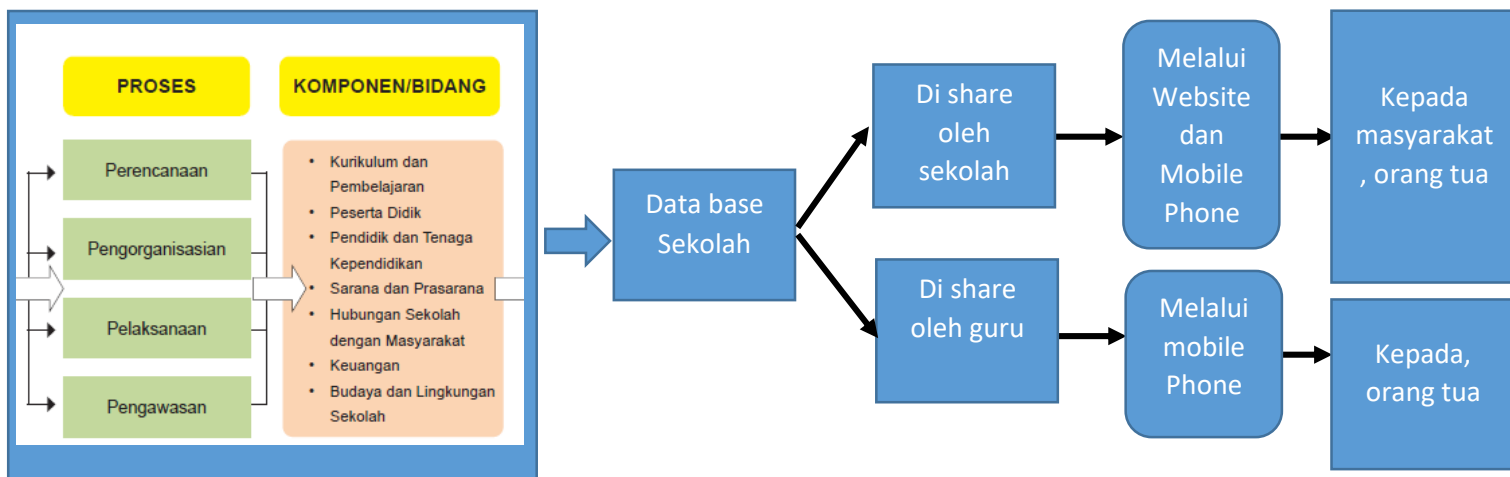 PROSES
Perencanaan
Pengorganisasian
Pelaksanaan
Pengawasan
KOMPONEN/BIDANG
• Kurikulum dan
Pembelajaran
• Peserta Didik
• Pendidik dan Tenaga
Kependidikan
• Sarana dan Prasarana
• Hubungan Sekolah
dengan Masyarakat
• Keuangan
• Budaya dan Lingkungan
Sekolah
Data base
Sekolah
Di share
oleh
sekolah
Melalui
Website
dan
Mobile
Phone
Kepada
masyarakat
, orang tua
Di share
oleh guru
Melalui
mobile
Phone
Kepada,
orang tua